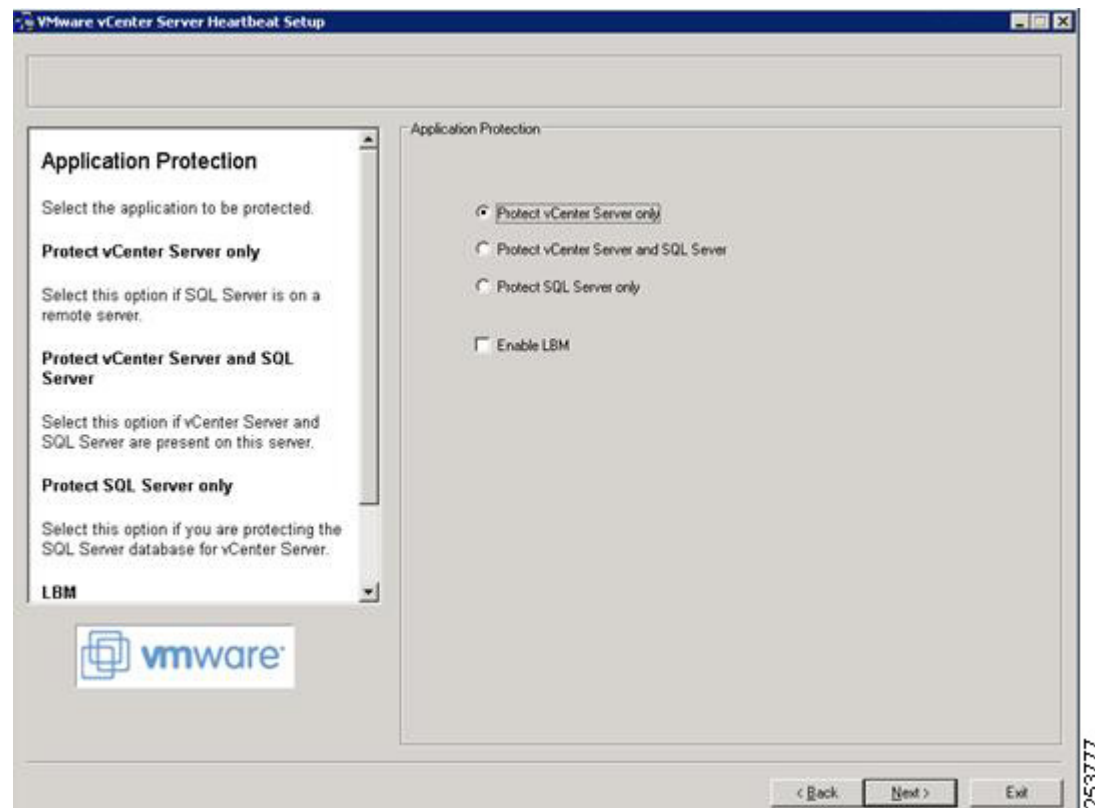 VMware vCenter Server Heartbeat Setup
Application Protection
Select the application to be protected.
Protect vCenter Server only
Select this option if SQL Server is on a
remote server.
Protect vCenter Server and SQL
Server
Select this option if vCenter Server and
SQL Server are present on this server.
Protect SQL Server only
Select this option if you are protecting the
SQL Server database for vCenter Server.
LBM
vmware
Application Protection
Protect vCenter Server only
Protect vCenter Server and SQL Sever
Protect SQL Server only
Enable LBM
< Back
Next >
Exit
253777